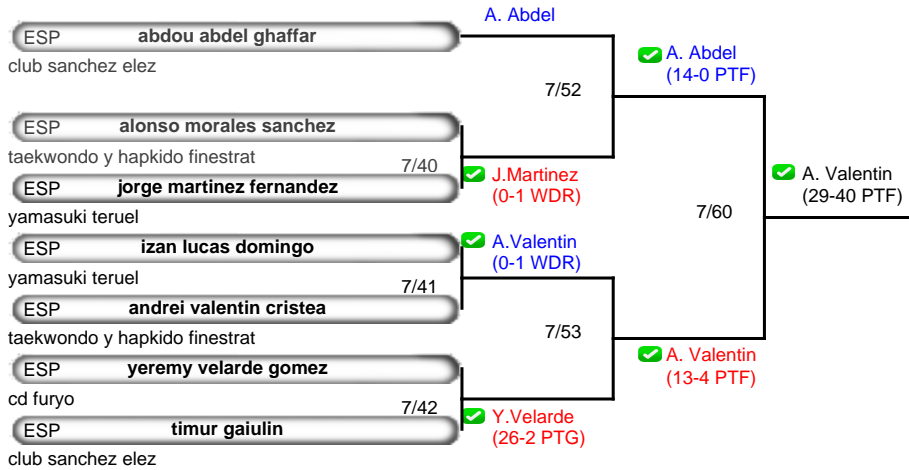 ESP abdou abdel ghaffar
club sanchez elez
A. Abdel
7/52
A. Abdel
(14-0 PTF)
ESP alonso morales sanchez
taekwondo y hapkido finestrat
7/40
ESP jorge martinez fernandez
yamasuki teruel
J.Martinez
(0-1 WDR)
7/60
A. Valentin
(29-40 PTF)
ESP izan lucas domingo
yamasuki teruel
7/41
A.Valentin
(0-1 WDR)
ESP andrei valentin cristea
taekwondo y hapkido finestrat
7/53
A. Valentin
(13-4 PTF)
ESP yeremy velarde gomez
cd furyo
7/42
ESP timur gaiulin
club sanchez elez
Y.Velarde
(26-2 PTG)